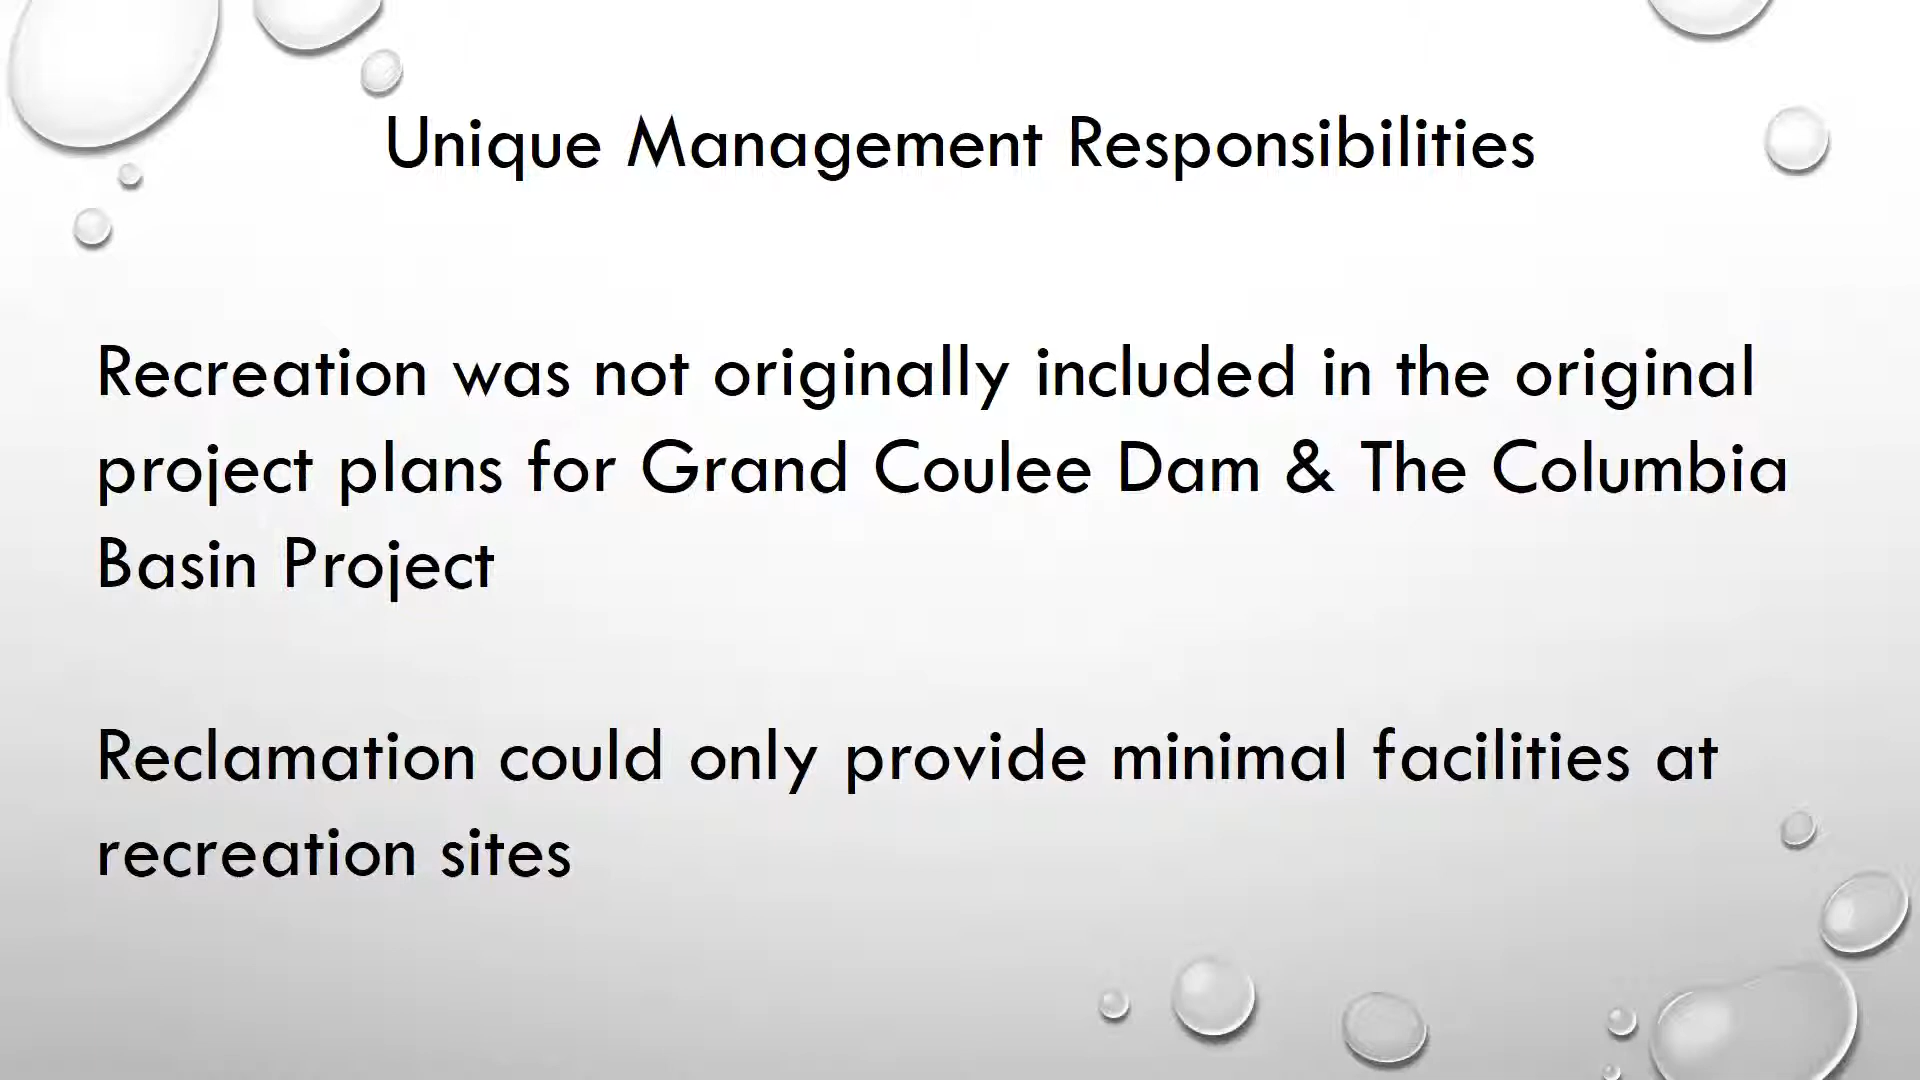 Unique Management Responsibilities
Recreation was not originally included in the original
project plans for Grand Coulee Dam & The Columbia
Basin Project
Reclamation could only provide minimal facilities at
recreation sites